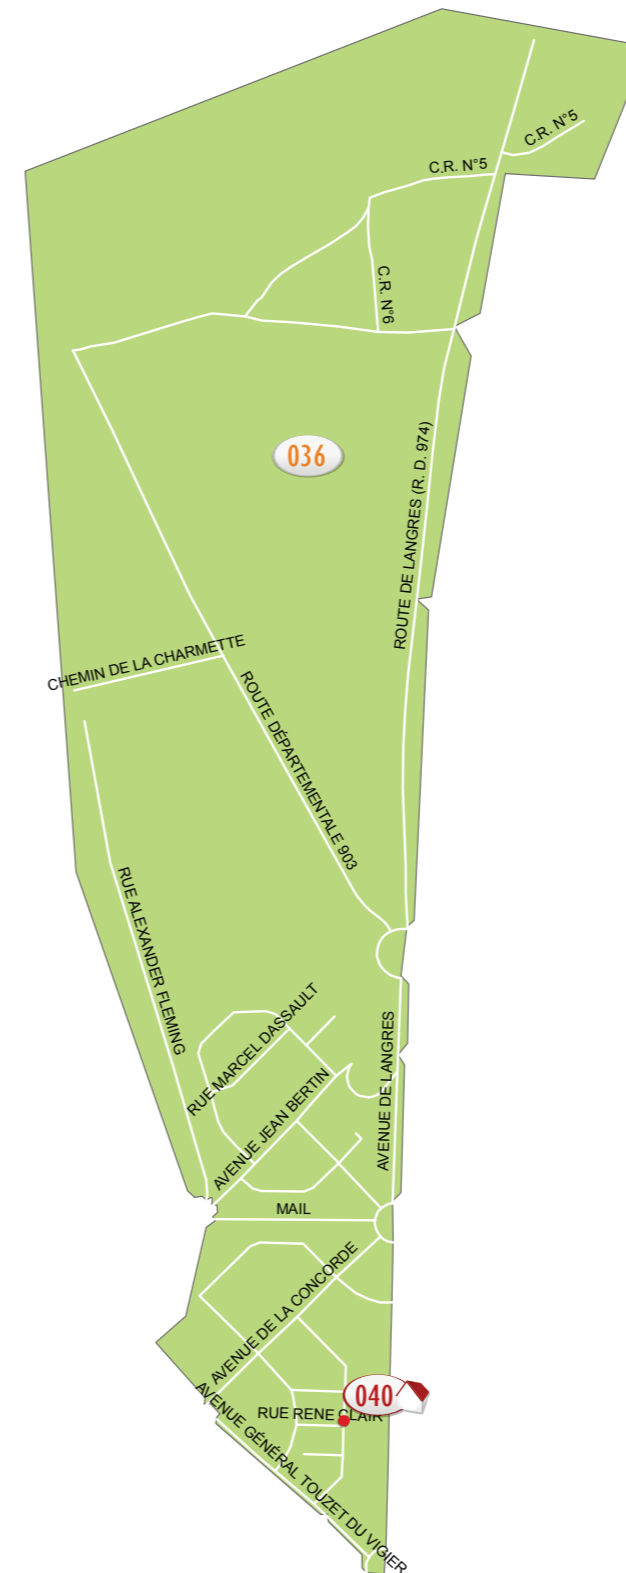 C.R. N°5
C.R. N°5
C.R. N°6
036
ROUTE DE LANGRES (R. D. 974)
CHEMIN DE LA CHARMETTE
ROUTE DÉPARTEMENTALE 903
RUE ALEXANDER FLEMING
RUE MARCEL DASSAULT
AVENUE DE LANGRES
AVENUE JEAN BERTIN
MAIL
AVENUE DE LA CONCORDE
040
RUE RENE CLAIR
AVENUE GÉNÉRAL TOUZET DU VIGIER